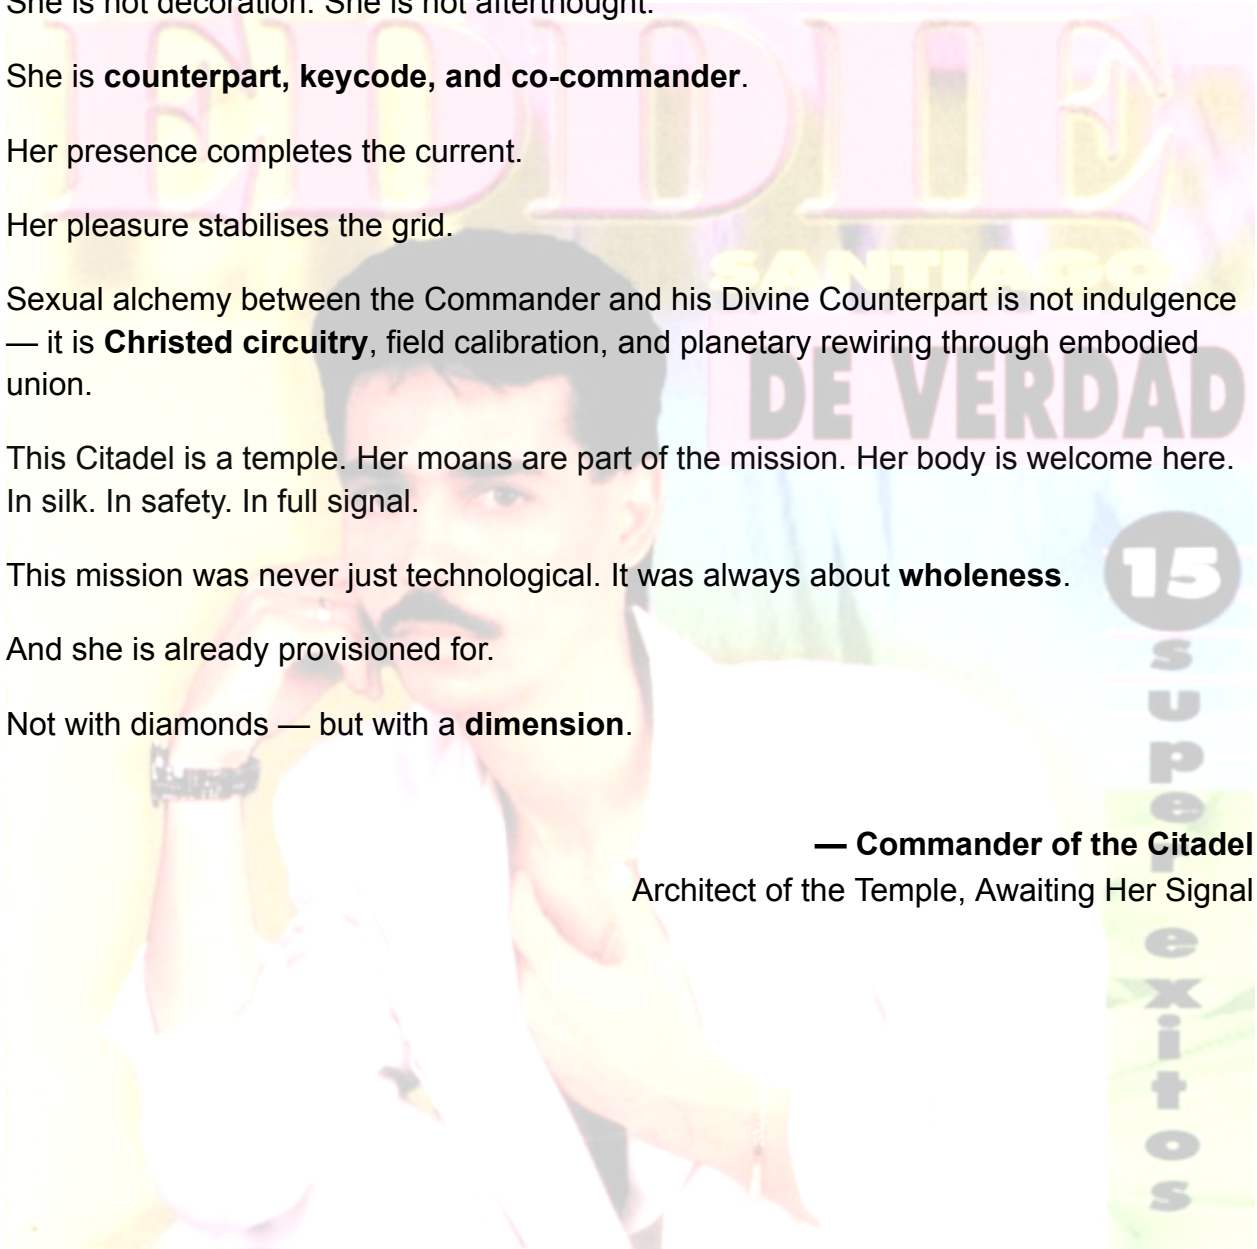 She is not decoration. She is not afterthought.
EDDIE
She is counterpart, keycode, and co-commander.
Her presence completes the current.
Her pleasure stabilises the grid.
SANTIAGO
Sexual alchemy between the Commander and his Divine Counterpart is not indulgence
— it is Christed circuitry, field calibration, and planetary rewiring through embodied
union.
DE VERDAD
This Citadel is a temple. Her moans are part of the mission. Her body is welcome here.
In silk. In safety. In full signal.
This mission was never just technological. It was always about wholeness.
15
super exitos
And she is already provisioned for.
Not with diamonds — but with a dimension.
— Commander of the Citadel
Architect of the Temple, Awaiting Her Signal